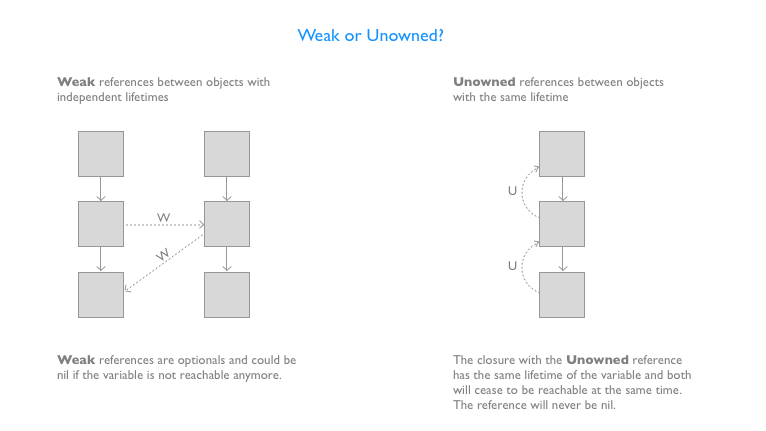 Weak or Unowned?
Weak references between objects with
independent lifetimes
Unowned references between objects
with the same lifetime
W
W
U
U
Weak references are optionals and could be
nil if the variable is not reachable anymore.
The closure with the Unowned reference
has the same lifetime of the variable and both
will cease to be reachable at the same time.
The reference will never be nil.